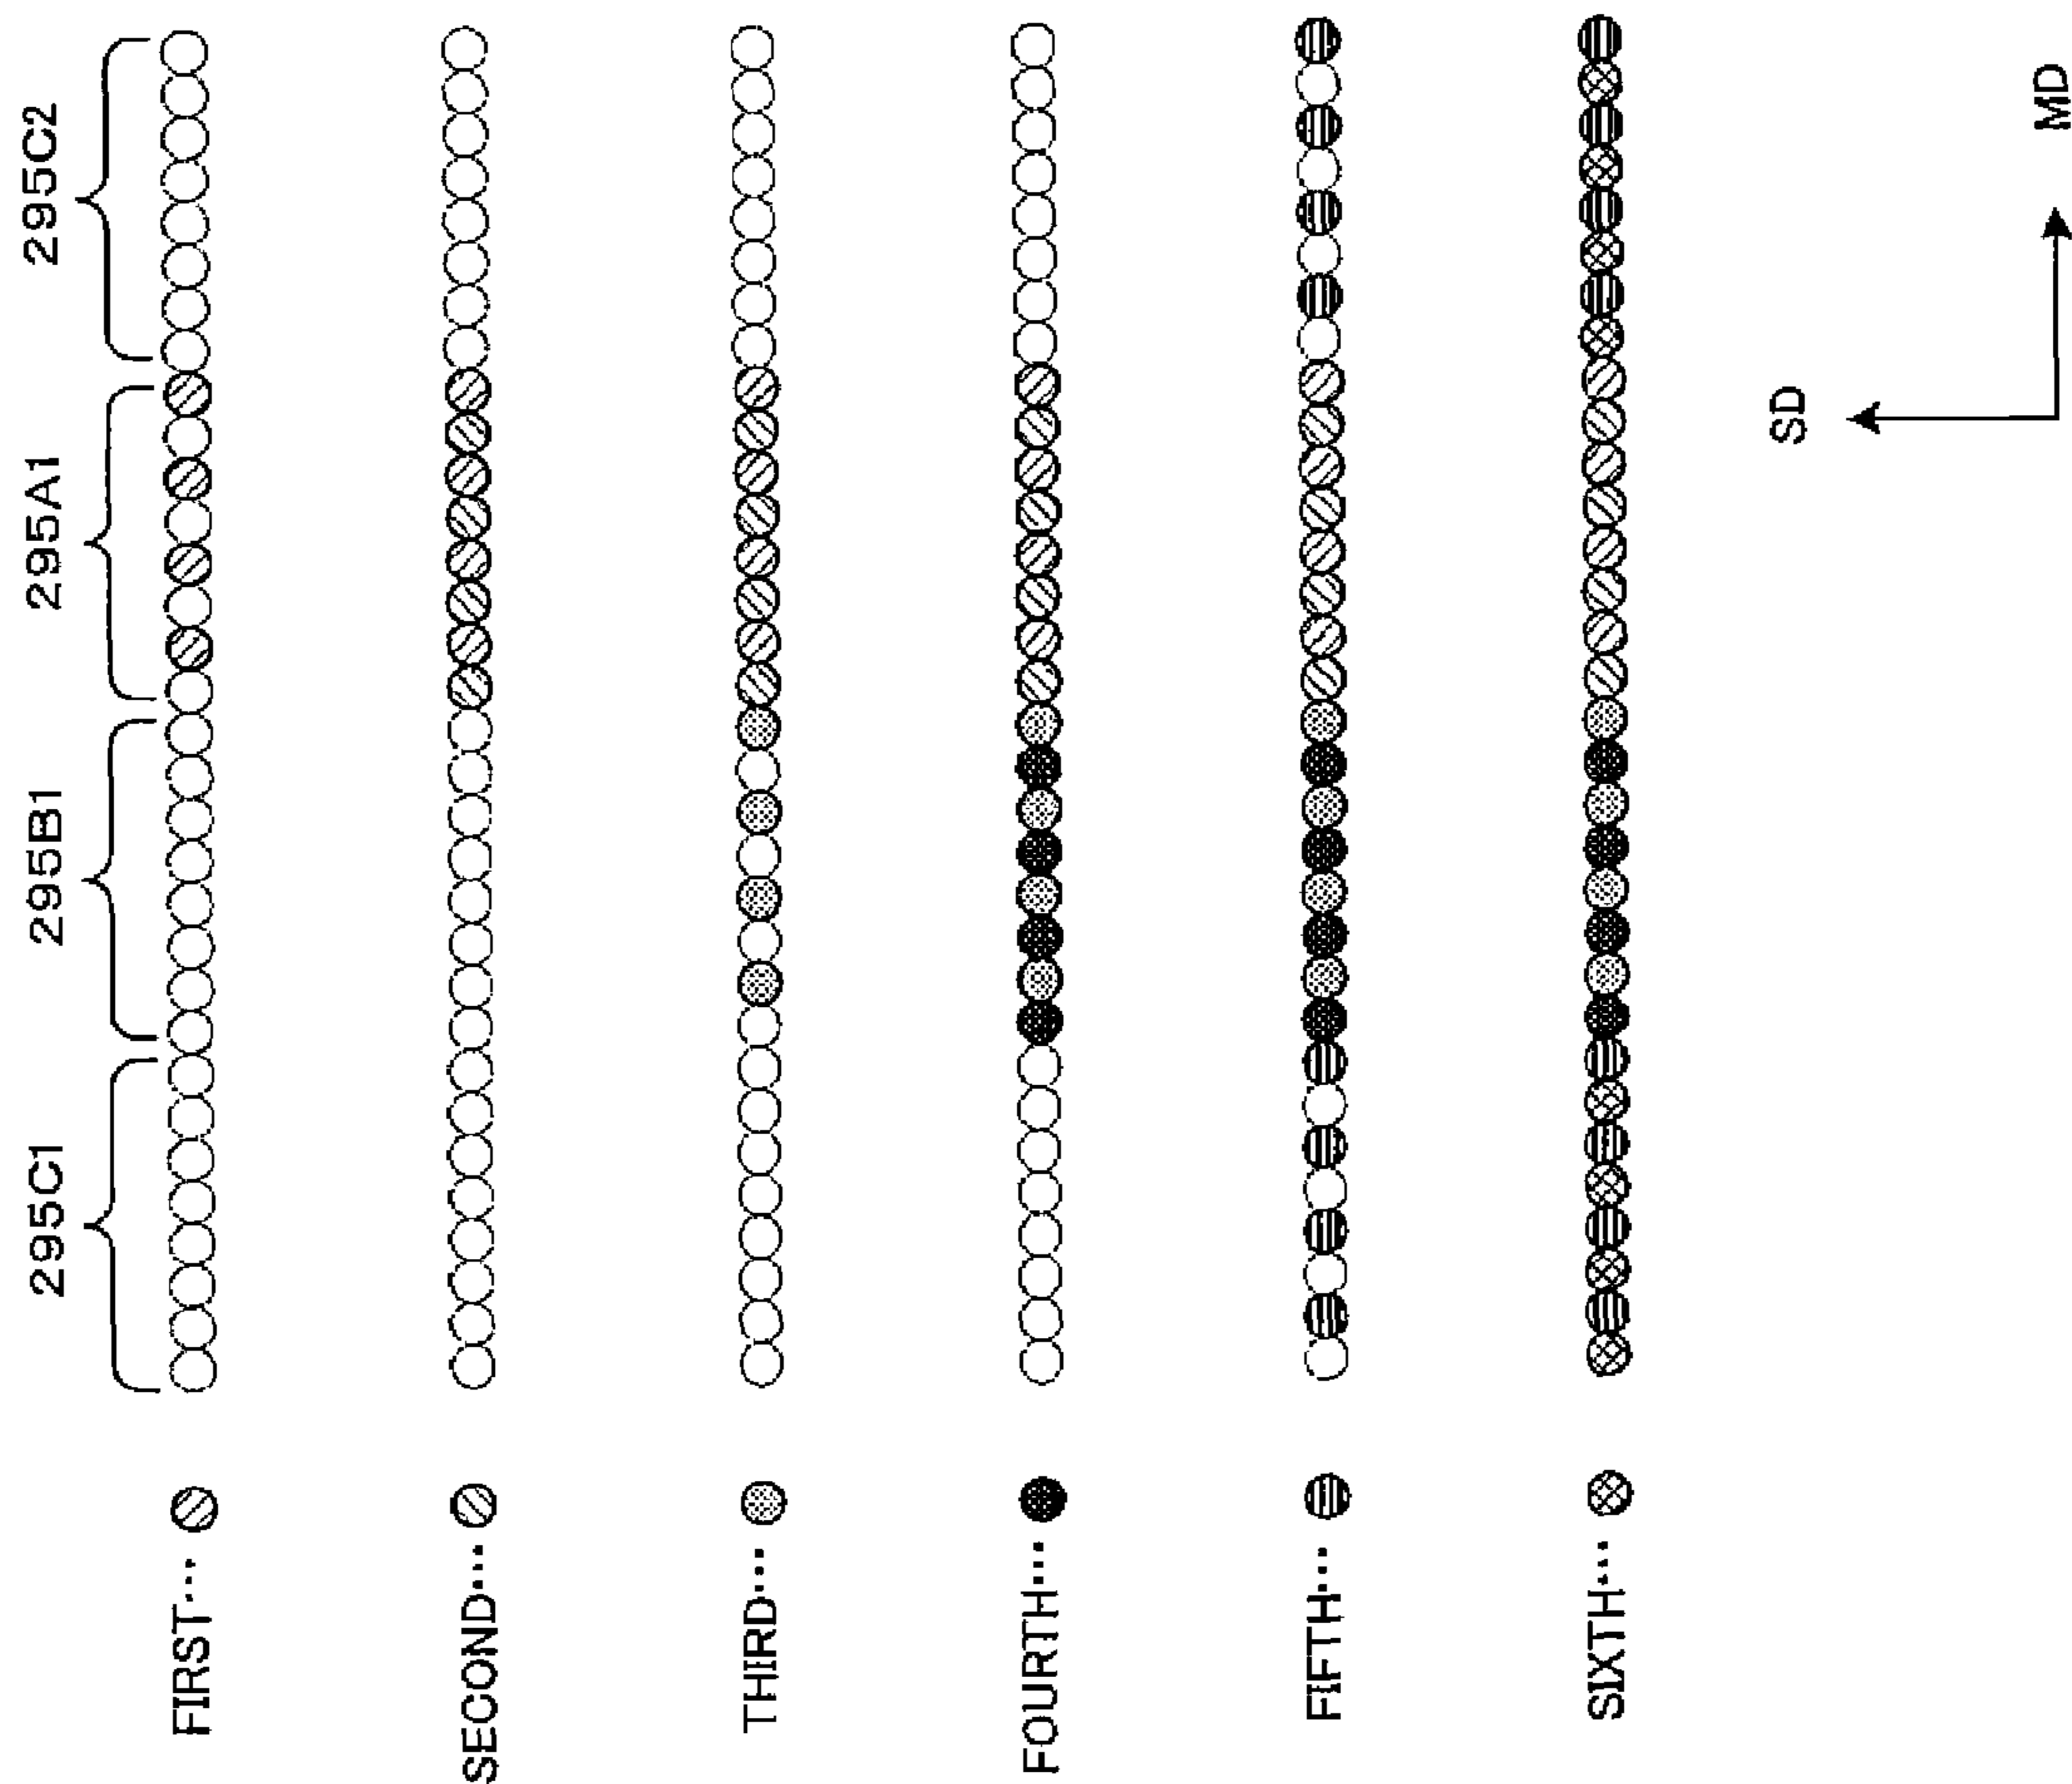 295C1
295B1
295A1
295C2
FIRST···
SECOND···
THIRD···
FOURTH···
FIFTH···
SIXTH···
SD
MD